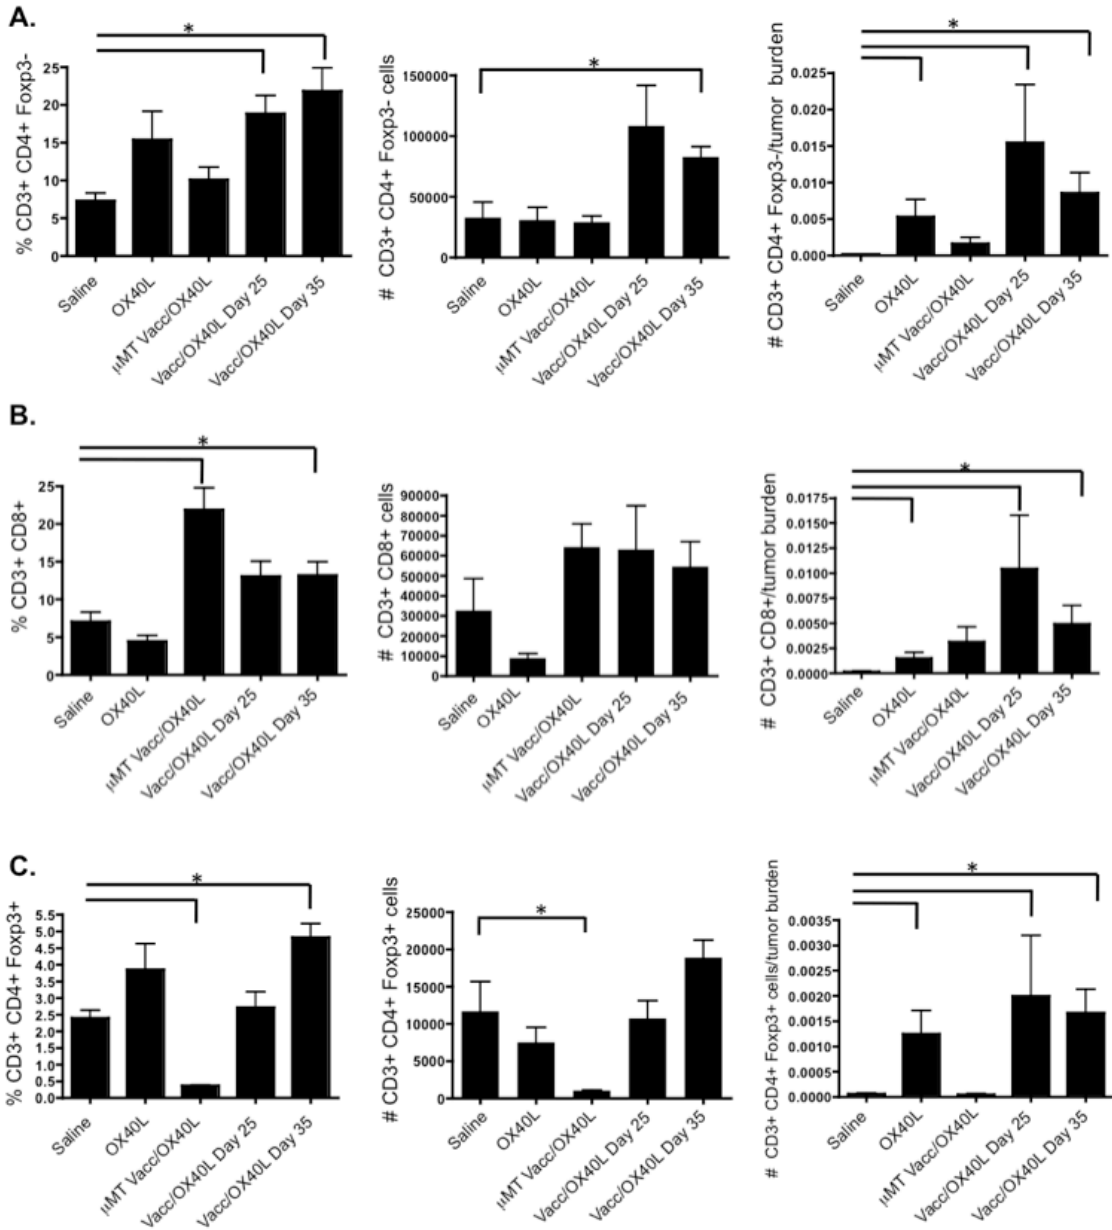 A.
*
% CD3+ CD4+ Foxp3-
25
20
15
10
5
0
Saline
OX40L
μMT Vacc/OX40L
Vacc/OX40L Day 25
Vacc/OX40L Day 35
*
# CD3+ CD4+ Foxp3- cells
150000
100000
50000
0
Saline
OX40L
μMT Vacc/OX40L
Vacc/OX40L Day 25
Vacc/OX40L Day 35
*
# CD3+ CD4+ Foxp3-/tumor burden
0.025
0.020
0.015
0.010
0.005
0.000
Saline
OX40L
μMT Vacc/OX40L
Vacc/OX40L Day 25
Vacc/OX40L Day 35
B.
*
% CD3+ CD8+
25
20
15
10
5
0
Saline
OX40L
μMT Vacc/OX40L
Vacc/OX40L Day 25
Vacc/OX40L Day 35
# CD3+ CD8+ cells
90000
80000
70000
60000
50000
40000
30000
20000
10000
0
Saline
OX40L
μMT Vacc/OX40L
Vacc/OX40L Day 25
Vacc/OX40L Day 35
*
# CD3+ CD8+/tumor burden
0.0175
0.0150
0.0125
0.0100
0.0075
0.0050
0.0025
0.0000
Saline
OX40L
μMT Vacc/OX40L
Vacc/OX40L Day 25
Vacc/OX40L Day 35
C.
*
% CD3+ CD4+ Foxp3+
5.5
5.0
4.5
4.0
3.5
3.0
2.5
2.0
1.5
1.0
0.5
0.0
Saline
OX40L
μMT Vacc/OX40L
Vacc/OX40L Day 25
Vacc/OX40L Day 35
*
# CD3+ CD4+ Foxp3+ cells
25000
20000
15000
10000
5000
0
Saline
OX40L
μMT Vacc/OX40L
Vacc/OX40L Day 25
Vacc/OX40L Day 35
*
# CD3+ CD4+ Foxp3+ cells/tumor burden
0.0035
0.0030
0.0025
0.0020
0.0015
0.0010
0.0005
0.0000
Saline
OX40L
μMT Vacc/OX40L
Vacc/OX40L Day 25
Vacc/OX40L Day 35